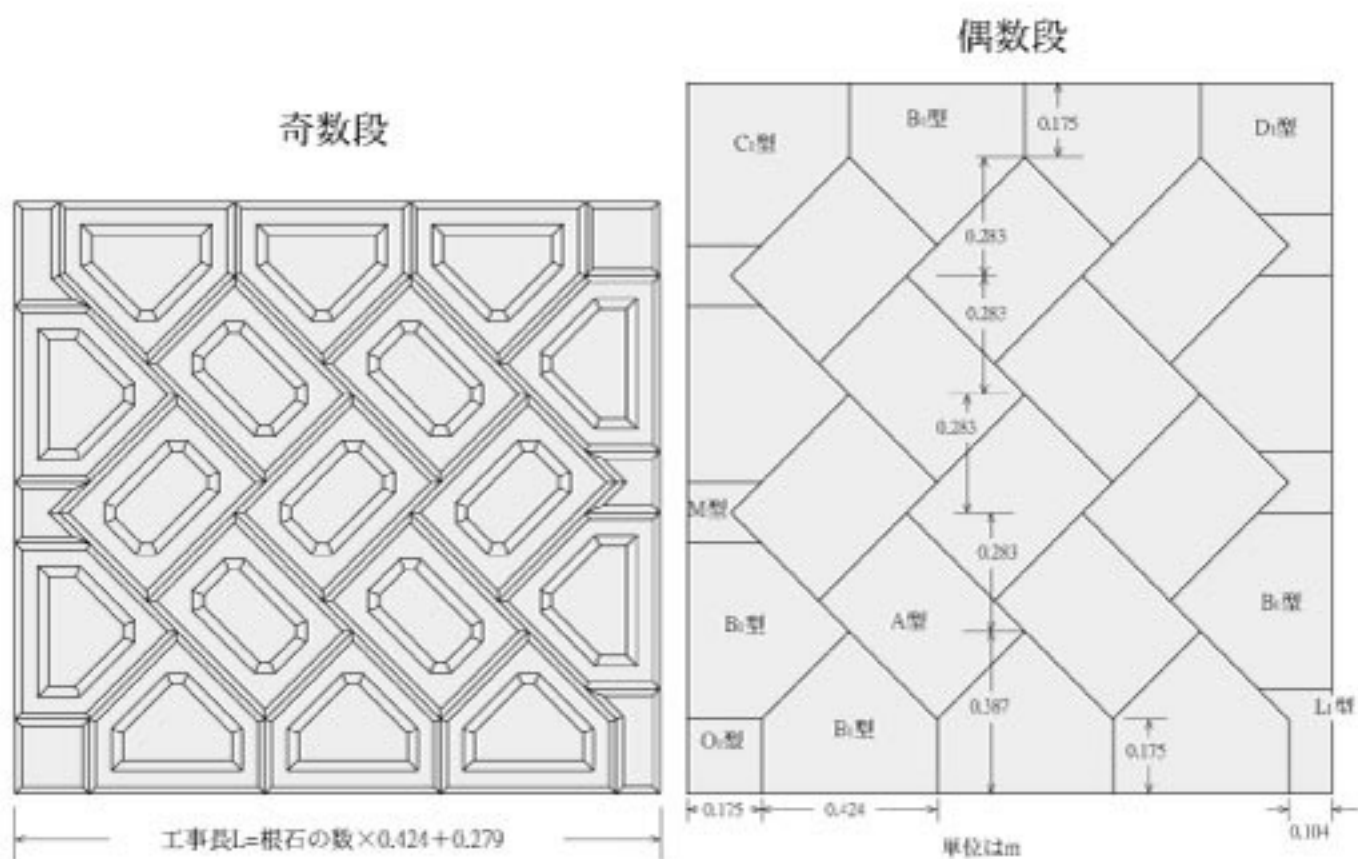 奇数段
工事長L=根石の数×0.424+0.279
偶数段
C₁型
B₁型
0.175
D₁型
0.283
0.283
0.283
M型
0.283
B₁型
A型
B₁型
0.387
L₁型
O₁型
B₁型
0.175
0.175
0.424
0.104
単位はm